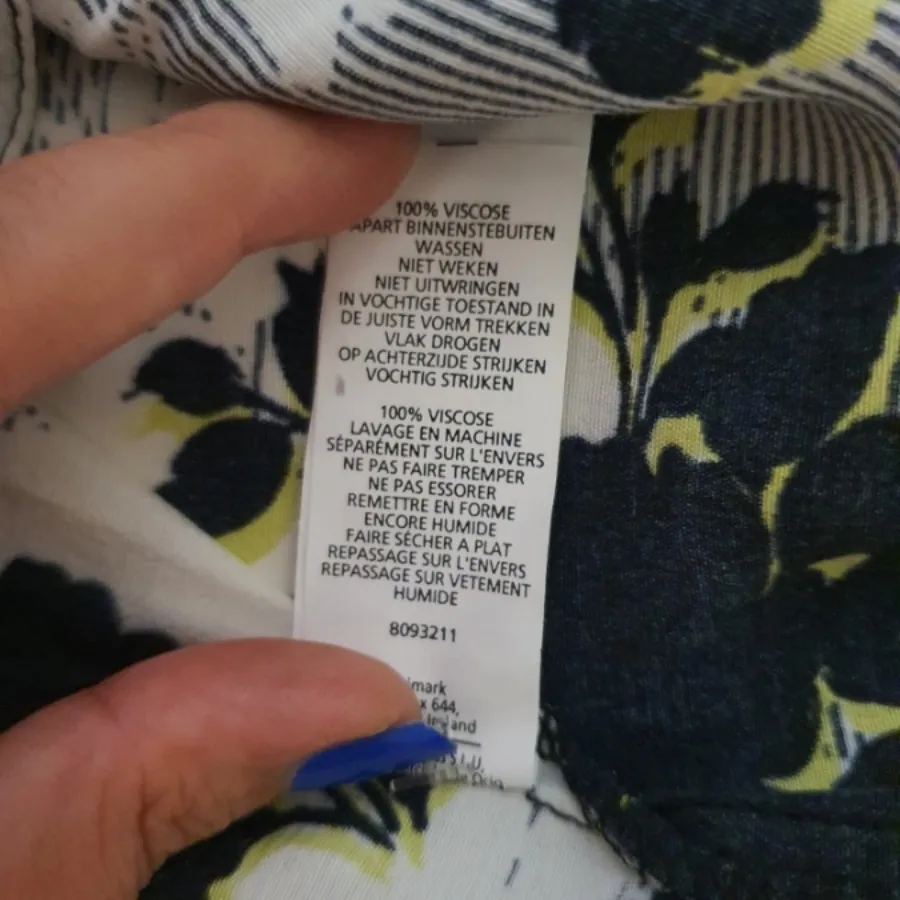 100% VISCOSE
APART BINNENSTEBUITEN
WASSEN
NIET WEKEN
NIET UITWRINGEN
IN VOCHTIGE TOESTAND IN
DE JUISTE VORM TREKKEN
VLAK DROGEN
OP ACHTERZIJDE STRIJKEN
VOCHTIG STRIJKEN
100% VISCOSE
LAVAGE EN MACHINE
SÉPARÉMENT SUR L'ENVERS
NE PAS FAIRE TREMPER
NE PAS ESSORER
REMETTRE EN FORME
ENCORE HUMIDE
FAIRE SÉCHER A PLAT
REPASSAGE SUR L'ENVERS
REPASSAGE SUR VETEMENT
HUMIDE
8093211
644,